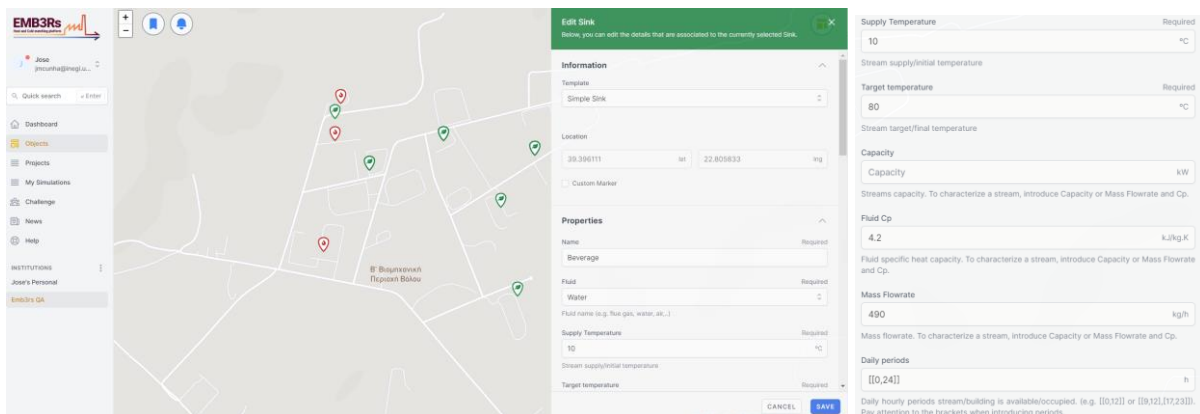 EMB3Rs
Heat and Cold matching platform
Jose
jmcunha@inegi.u...
Quick search
Enter
Dashboard
Objects
Projects
My Simulations
Challenge
News
Help
INSTITUTIONS
Jose's Personal
Emb3rs QA
+
−
Β' Βιομηχανική
Περιοχή Βόλου
Edit Sink
Below, you can edit the details that are associated to the currently selected Sink.
Information
Template
Simple Sink
Location
39.396111 lat 22.805833 lng
Custom Marker
Properties
Name Required
Beverage
Fluid Required
Water
Fluid name (e.g. flue gas, water, air,..)
Supply Temperature Required
10 ºC
Stream supply/initial temperature
Target temperature Required
CANCEL SAVE
Supply Temperature Required
10 ºC
Stream supply/initial temperature
Target temperature Required
80 ºC
Stream target/final temperature
Capacity
Capacity kW
Streams capacity. To characterize a stream, introduce Capacity or Mass Flowrate and Cp.
Fluid Cp
4.2 kJ/kg.K
Fluid specific heat capacity. To characterize a stream, introduce Capacity or Mass Flowrate
and Cp.
Mass Flowrate
490 kg/h
Mass flowrate. To characterize a stream, introduce Capacity or Mass Flowrate and Cp.
Daily periods
[[0,24]] h
Daily hourly periods stream/building is available/occupied. (e.g. [[0,12]] or [[9,12],[17,23]]).
Pay attention to the brackets when introducing periods.